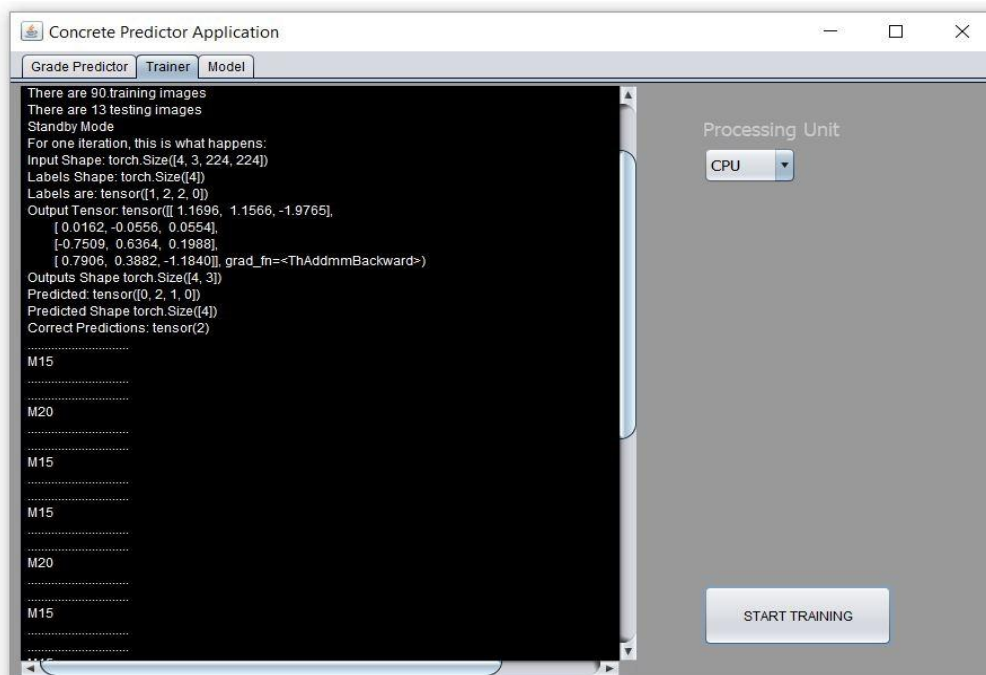 Concrete Predictor Application
Grade Predictor Trainer Model
There are 90.training images
There are 13 testing images
Standby Mode
For one iteration, this is what happens:
Input Shape: torch.Size([4, 3, 224, 224])
Labels Shape: torch.Size([4])
Labels are: tensor([1, 2, 2, 0])
Output Tensor: tensor([[ 1.1696,  1.1566, -1.9765],
[ 0.0162, -0.0556,  0.0554],
[-0.7509,  0.6364,  0.1988],
[ 0.7906,  0.3882, -1.1840]], grad_fn=<ThAddmmBackward>)
Outputs Shape torch.Size([4, 3])
Predicted: tensor([0, 2, 1, 0])
Predicted Shape torch.Size([4])
Correct Predictions: tensor(2)
..............................
M15
..............................
..............................
M20
..............................
..............................
M15
..............................
..............................
M15
..............................
..............................
M20
..............................
..............................
M15
..............................
..............................
Processing Unit
CPU
START TRAINING